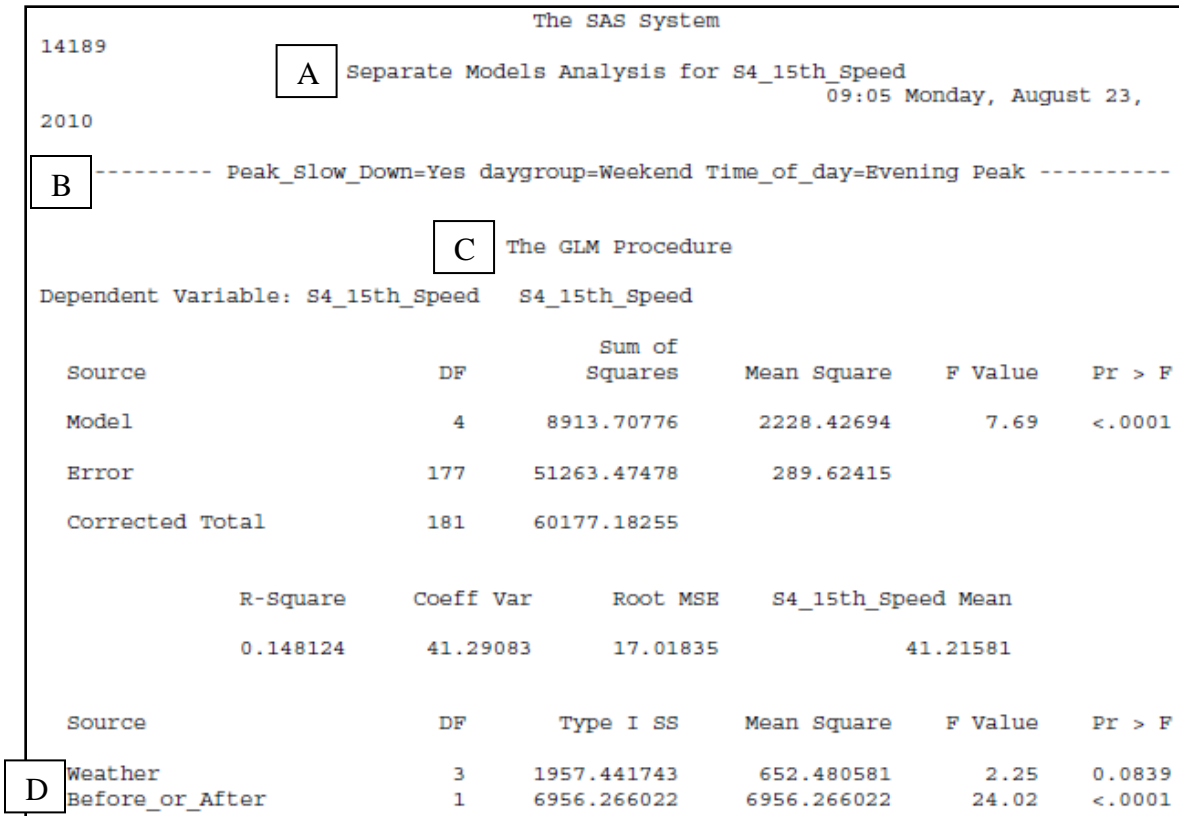 The SAS System
14189
A Separate Models Analysis for S4_15th_Speed
09:05 Monday, August 23,
2010
B --------- Peak_Slow_Down=Yes daygroup=Weekend Time_of_day=Evening Peak ----------
C The GLM Procedure
Dependent Variable: S4_15th_Speed S4_15th_Speed
Sum of
Source DF Squares Mean Square F Value Pr > F
Model 4 8913.70776 2228.42694 7.69 <.0001
Error 177 51263.47478 289.62415
Corrected Total 181 60177.18255
R-Square Coeff Var Root MSE S4_15th_Speed Mean
0.148124 41.29083 17.01835 41.21581
Source DF Type I SS Mean Square F Value Pr > F
Weather 3 1957.441743 652.480581 2.25 0.0839
D Before_or_After 1 6956.266022 6956.266022 24.02 <.0001